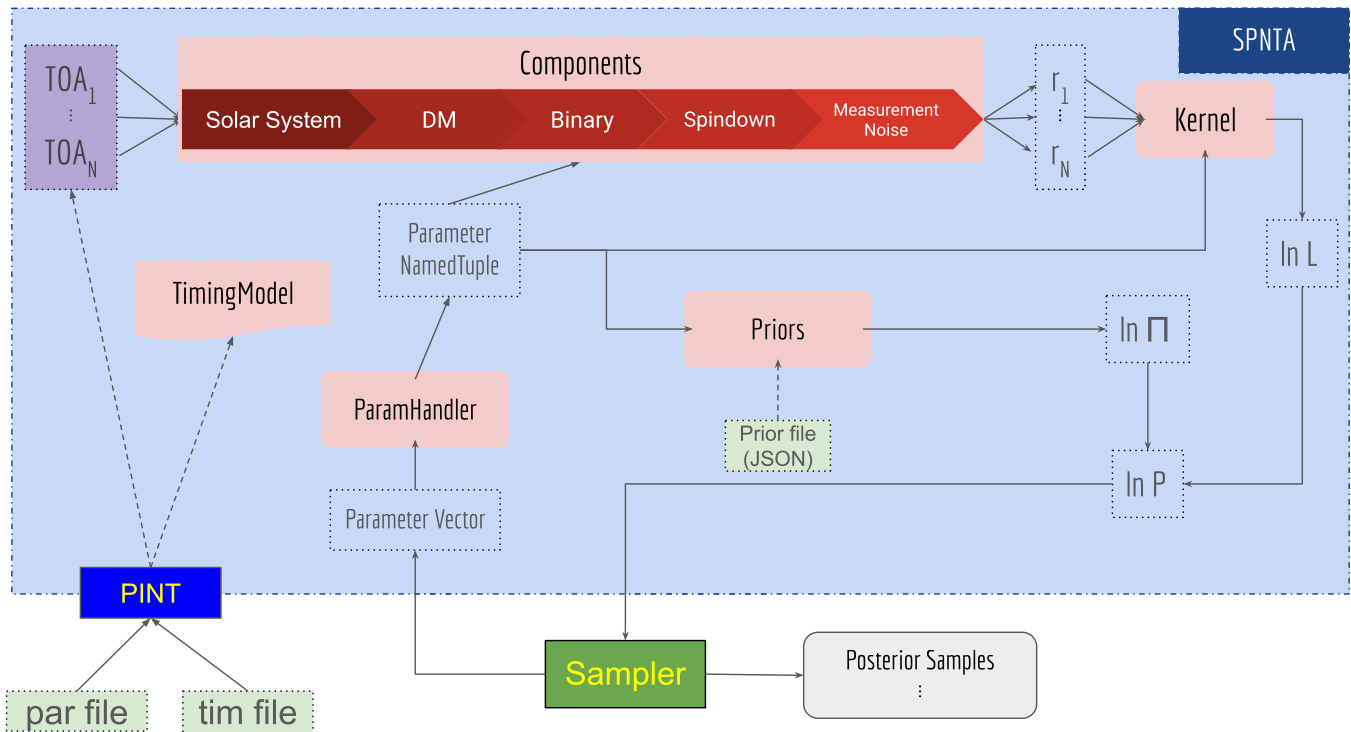 SPNTA
Components
TOA1
⋮
TOAN
Solar System
DM
Binary
Spindown
Measurement
Noise
r1
⋮
rN
Kernel
Parameter
NamedTuple
ln L
TimingModel
Priors
ln Π
ParamHandler
Prior file
(JSON)
ln P
Parameter Vector
PINT
Sampler
Posterior Samples
⋮
par file
tim file